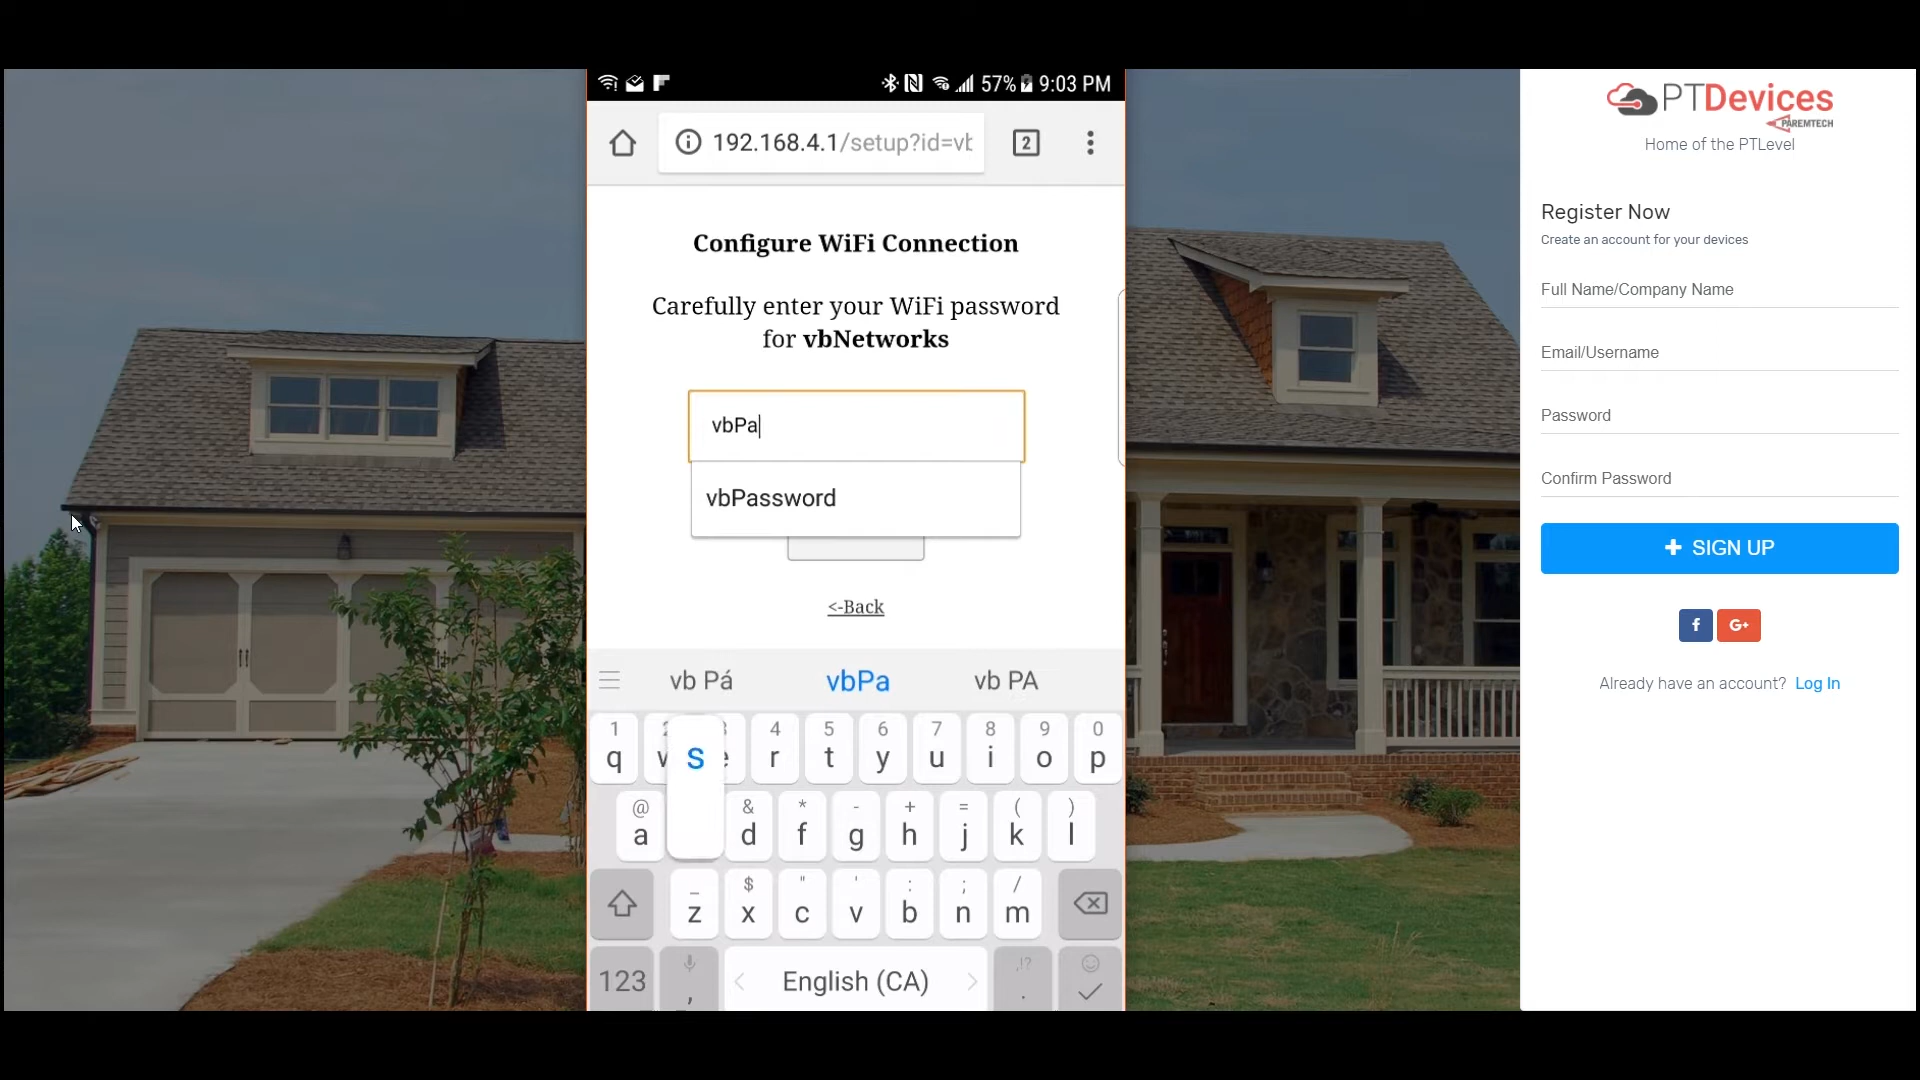 57% 9:03 PM
192.168.4.1/setup?id=vb
2
Configure WiFi Connection
Carefully enter your WiFi password
for vbNetworks
vbPa
vbPassword
<-Back
vb Pá vbPa vb PA
1 2 3 4 5 6 7 8 9 0
q w S e r t y u i o p
@ & * - + = ( )
a d f g h j k l
_ $ " ' : ; /
z x c v b n m
123 , English (CA) ,!? .
PTDevices
PAREMTECH
Home of the PTLevel
Register Now
Create an account for your devices
Full Name/Company Name
Email/Username
Password
Confirm Password
+ SIGN UP
f G+
Already have an account? Log In